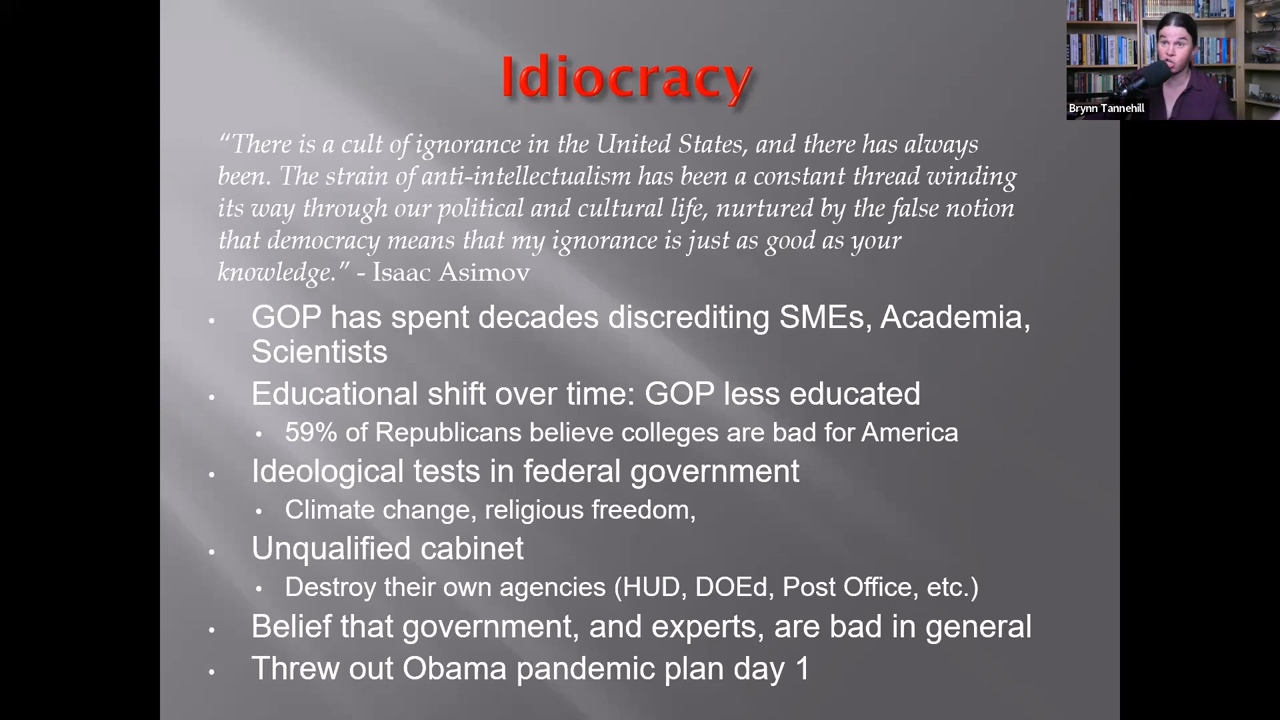 Idiocracy
Brynn Tannehill
“There is a cult of ignorance in the United States, and there has always
been. The strain of anti-intellectualism has been a constant thread winding
its way through our political and cultural life, nurtured by the false notion
that democracy means that my ignorance is just as good as your
knowledge.” - Isaac Asimov
• GOP has spent decades discrediting SMEs, Academia,
Scientists
• Educational shift over time: GOP less educated
• 59% of Republicans believe colleges are bad for America
• Ideological tests in federal government
• Climate change, religious freedom,
• Unqualified cabinet
• Destroy their own agencies (HUD, DOEd, Post Office, etc.)
• Belief that government, and experts, are bad in general
• Threw out Obama pandemic plan day 1